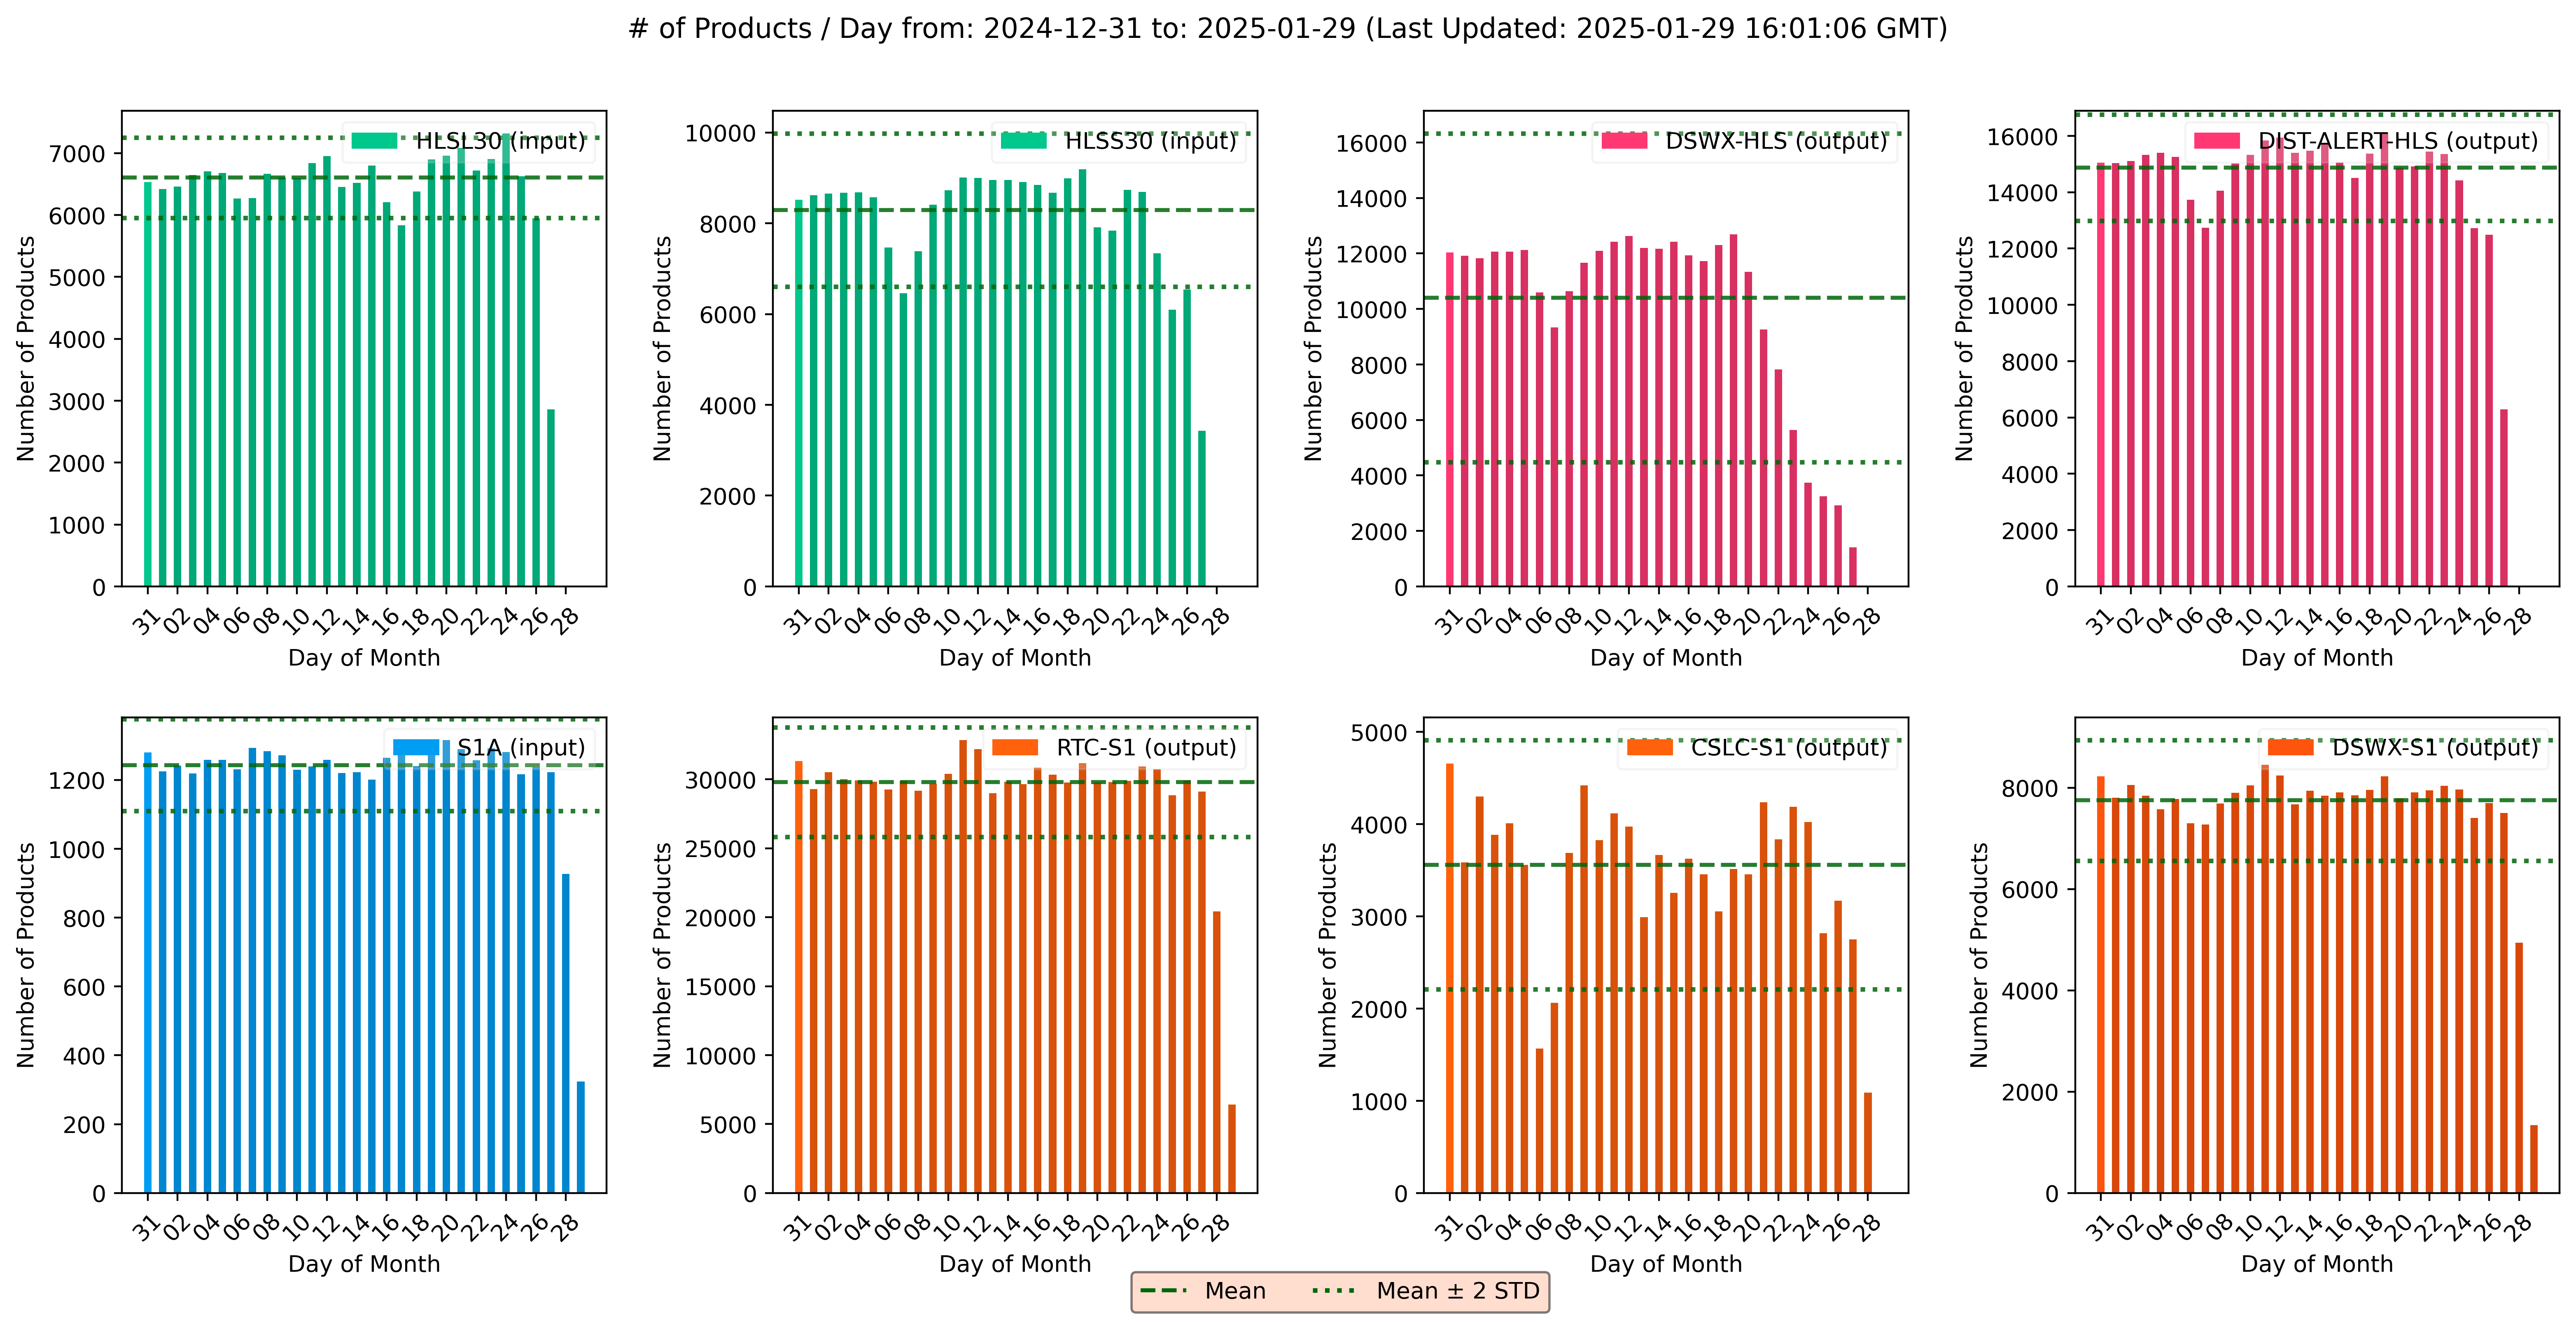 # of Products / Day from: 2024-12-31 to: 2025-01-29 (Last Updated: 2025-01-29 16:01:06 GMT)
HLSL30 (input)
Number of Products
7000
6000
5000
4000
3000
2000
1000
0
31 02 04 06 08 10 12 14 16 18 20 22 24 26 28
Day of Month
HLSS30 (input)
Number of Products
10000
8000
6000
4000
2000
0
31 02 04 06 08 10 12 14 16 18 20 22 24 26 28
Day of Month
DSWX-HLS (output)
Number of Products
16000
14000
12000
10000
8000
6000
4000
2000
0
31 02 04 06 08 10 12 14 16 18 20 22 24 26 28
Day of Month
DIST-ALERT-HLS (output)
Number of Products
16000
14000
12000
10000
8000
6000
4000
2000
0
31 02 04 06 08 10 12 14 16 18 20 22 24 26 28
Day of Month
S1A (input)
Number of Products
1200
1000
800
600
400
200
0
31 02 04 06 08 10 12 14 16 18 20 22 24 26 28
Day of Month
RTC-S1 (output)
Number of Products
30000
25000
20000
15000
10000
5000
0
31 02 04 06 08 10 12 14 16 18 20 22 24 26 28
Day of Month
CSLC-S1 (output)
Number of Products
5000
4000
3000
2000
1000
0
31 02 04 06 08 10 12 14 16 18 20 22 24 26 28
Day of Month
DSWX-S1 (output)
Number of Products
8000
6000
4000
2000
0
31 02 04 06 08 10 12 14 16 18 20 22 24 26 28
Day of Month
Mean
Mean ± 2 STD